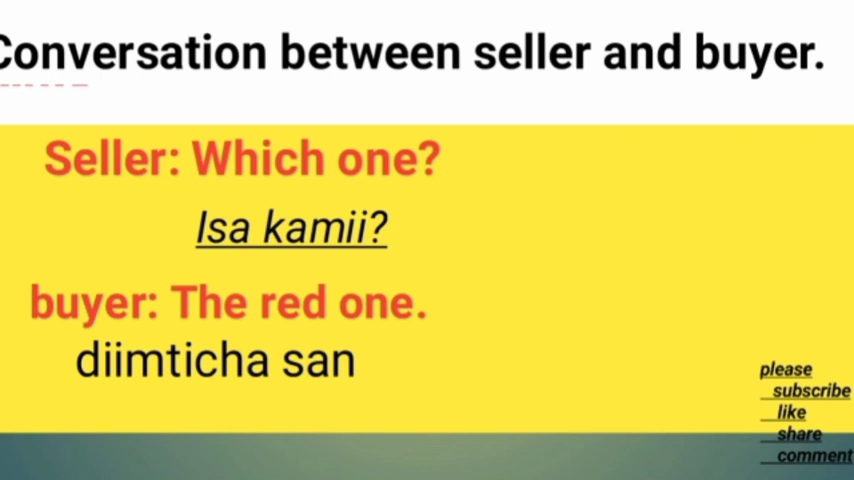 Conversation between seller and buyer.
Seller: Which one?
Isa kamii?
buyer: The red one.
diimticha san
please
subscribe
like
share
comment